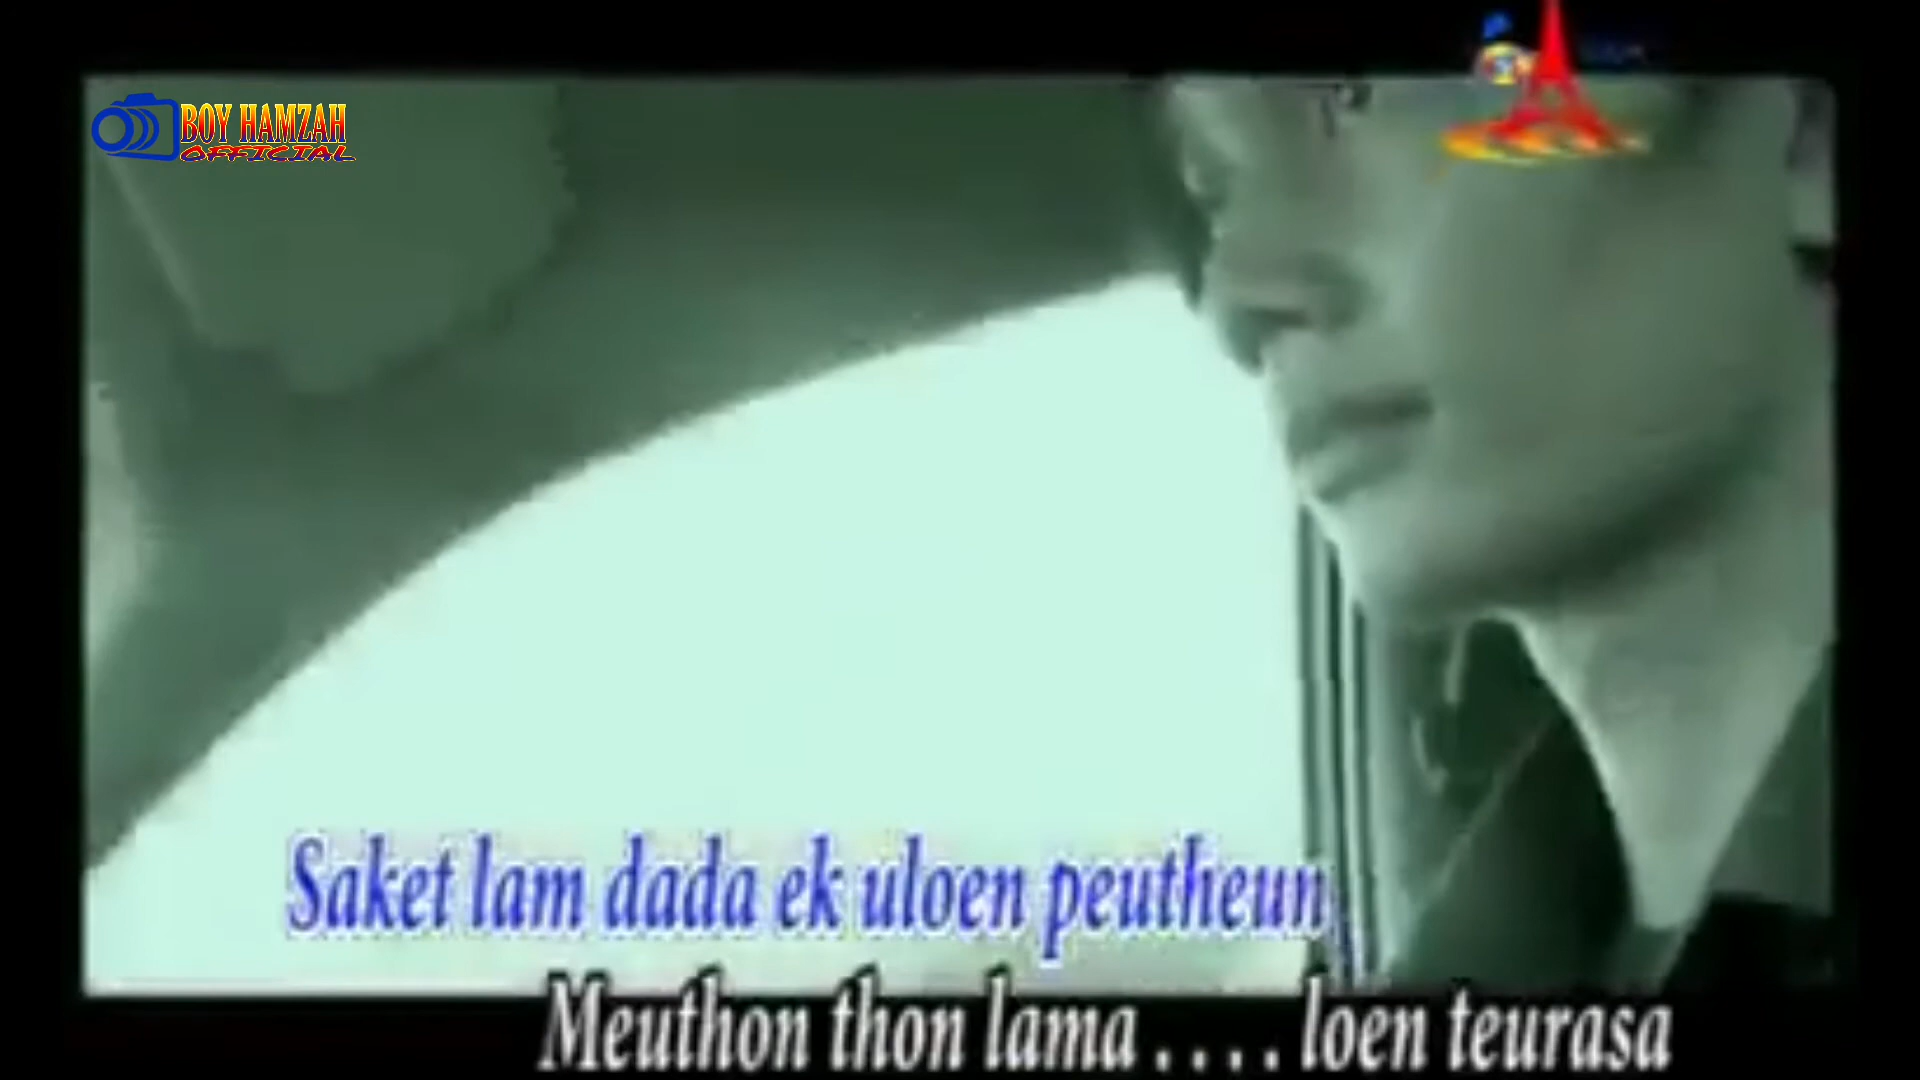 BOY HAMZAH
OFFICIAL
Saket lam dada ek uloen peutheun
Meuthon thon lama . . . . loen teurasa